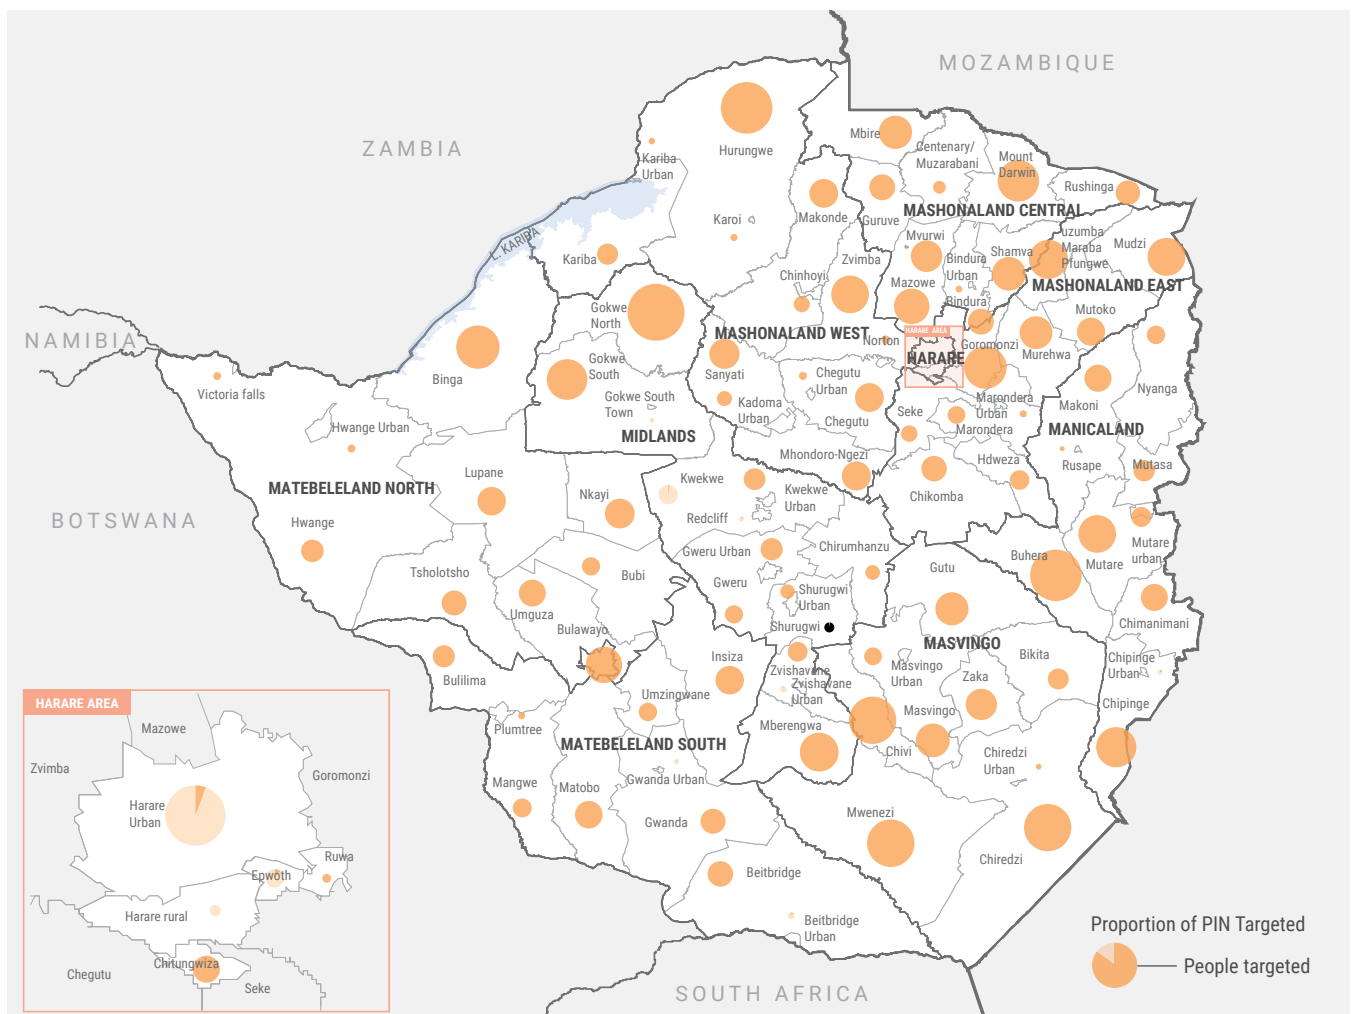 MOZAMBIQUE
ZAMBIA
Mbire
Centenary/
Muzarabani
Mount
Darwin
Hurungwe
Kariba
Urban
Rushinga
MASHONALAND CENTRAL
Karoi
Makonde
Guruve
Mvurwi
uzumba
Maraba
Pfungwe
Mudzi
L. KARIBA
Kariba
Zvimba
Bindura
Urban
Shamva
Chinhoyi
Mazowe
MASHONALAND EAST
Bindura
Gokwe
North
Mutoko
NAMIBIA
MASHONALAND WEST
HARARE AREA
Norton
Goromonzi
Murehwa
HARARE
Gokwe
South
Sanyati
Chegutu
Urban
Binga
Victoria falls
Nyanga
Gokwe South
Town
Kadoma
Urban
Marondera
Urban
Makoni
Seke
Chegutu
Marondera
Hwange Urban
MIDLANDS
MANICALAND
Mhondoro-Ngezi
Hdweza
Rusape
Mutasa
Lupane
Kwekwe
MATEBELELAND NORTH
Nkayi
Kwekwe
Urban
Chikomba
Redcliff
BOTSWANA
Hwange
Gweru Urban
Chirumhanzu
Mutare
urban
Buhera
Mutare
Tsholotsho
Bubi
Gutu
Gweru
Shurugwi
Urban
Umguza
Bulawayo
Shurugwi
Chimanimani
MASVINGO
Insiza
Bikita
Chipinge
Urban
Zvishavane
Masvingo
Urban
Zaka
Bulilima
Zvishavane
Urban
Umzingwane
HARARE AREA
Masvingo
Chipinge
Plumtree
Mberengwa
Mazowe
MATEBELELAND SOUTH
Chivi
Chiredzi
Urban
Zvimba
Goromonzi
Gwanda Urban
Mangwe
Matobo
Harare
Urban
Gwanda
Mwenezi
Ruwa
Chiredzi
Epwoth
Beitbridge
Harare rural
Beitbridge
Urban
Proportion of PIN Targeted
Chitungwiza
People targeted
Chegutu
Seke
SOUTH AFRICA